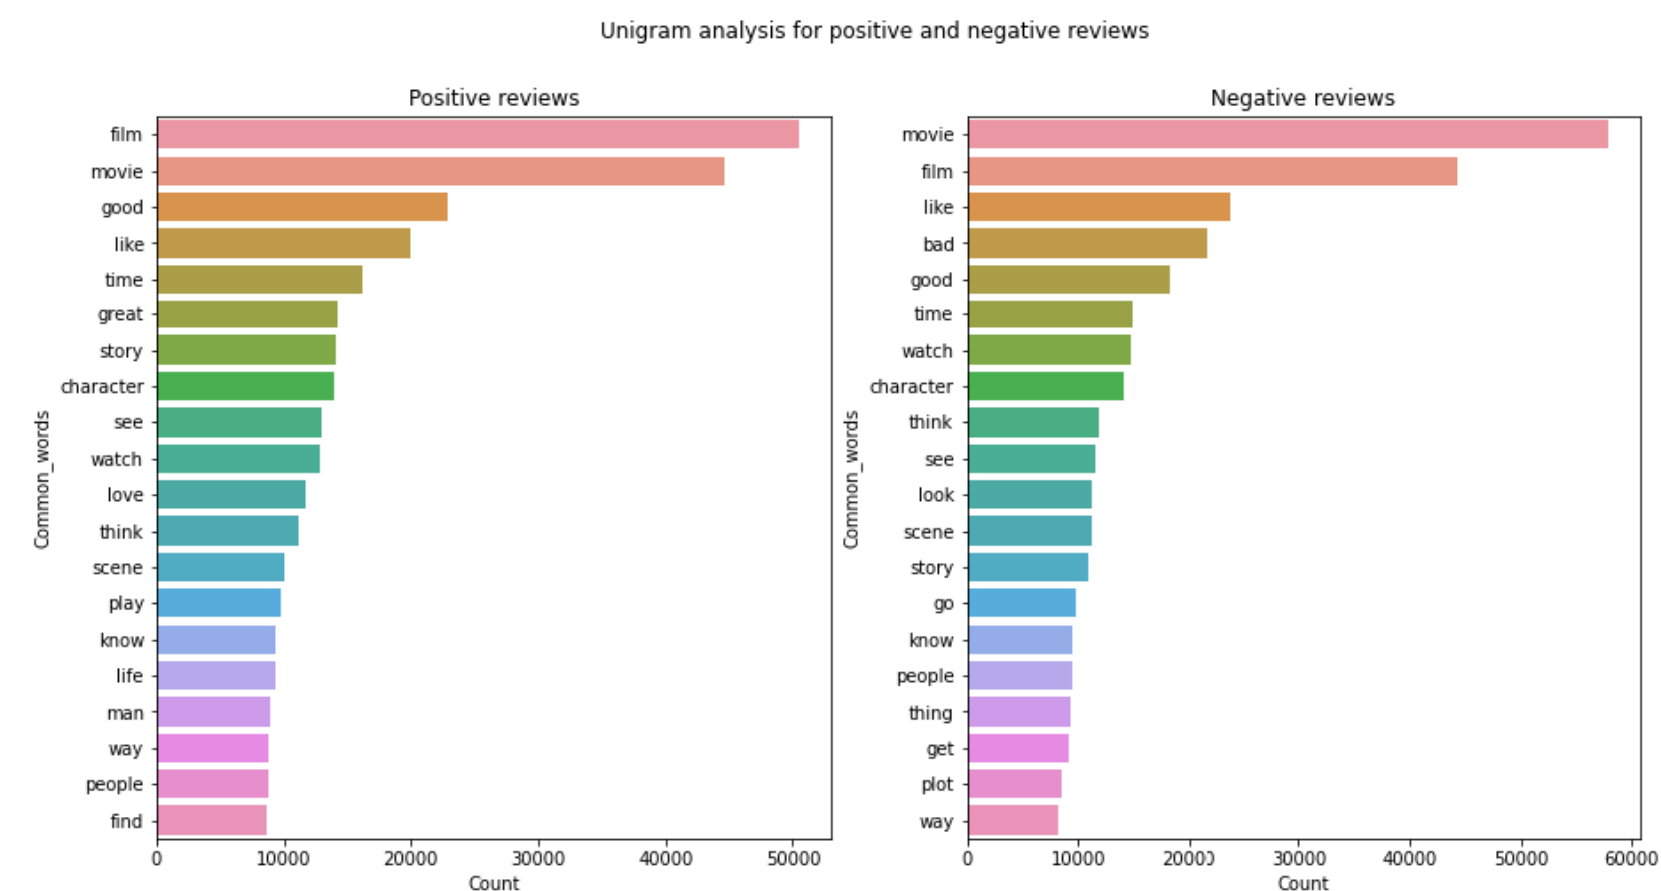 Unigram analysis for positive and negative reviews
Positive reviews
Common_words
film
movie
good
like
time
great
story
character
see
watch
love
think
scene
play
know
life
man
way
people
find
0 10000 20000 30000 40000 50000
Count
Negative reviews
Common_words
movie
film
like
bad
good
time
watch
character
think
see
look
scene
story
go
know
people
thing
get
plot
way
0 10000 20000 30000 40000 50000 60000
Count